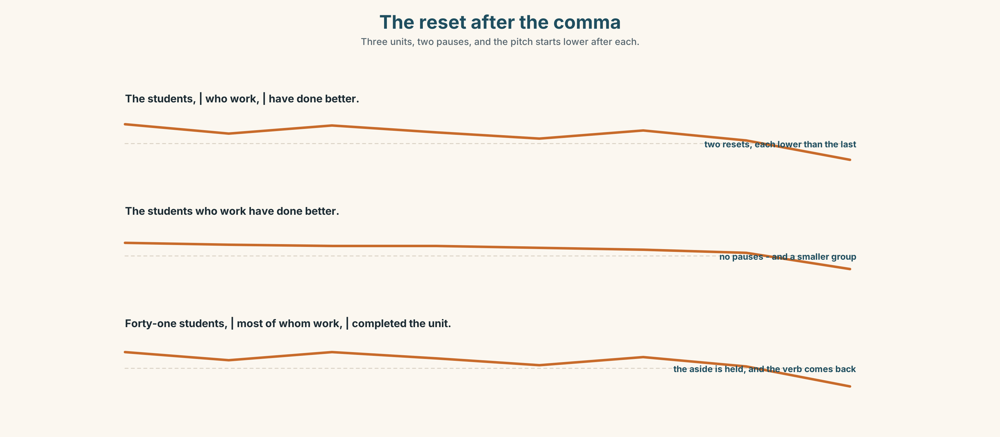 The reset after the comma
Three units, two pauses, and the pitch starts lower after each.
The students, | who work, | have done better.
two resets, each lower than the last
The students who work have done better.
no pauses - and a smaller group
Forty-one students, | most of whom work, | completed the unit.
the aside is held, and the verb comes back